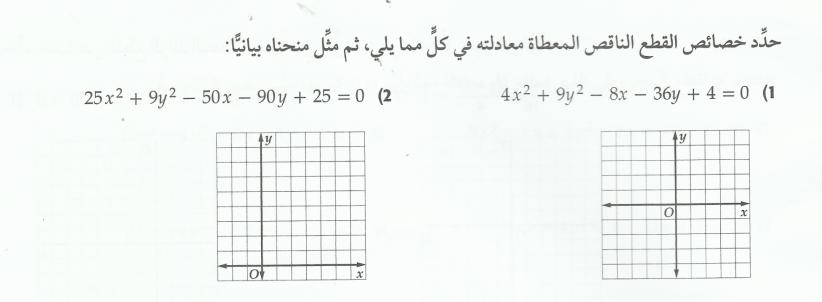 حدِّد خصائص القطع الناقص المعطاة معادلته في كلٍّ مما يلي، ثم مثِّل منحناه بيانيًّا:
4x² + 9y² − 8x − 36y + 4 = 0 (1
25x² + 9y² − 50x − 90y + 25 = 0 (2
y
O
x
y
O
x